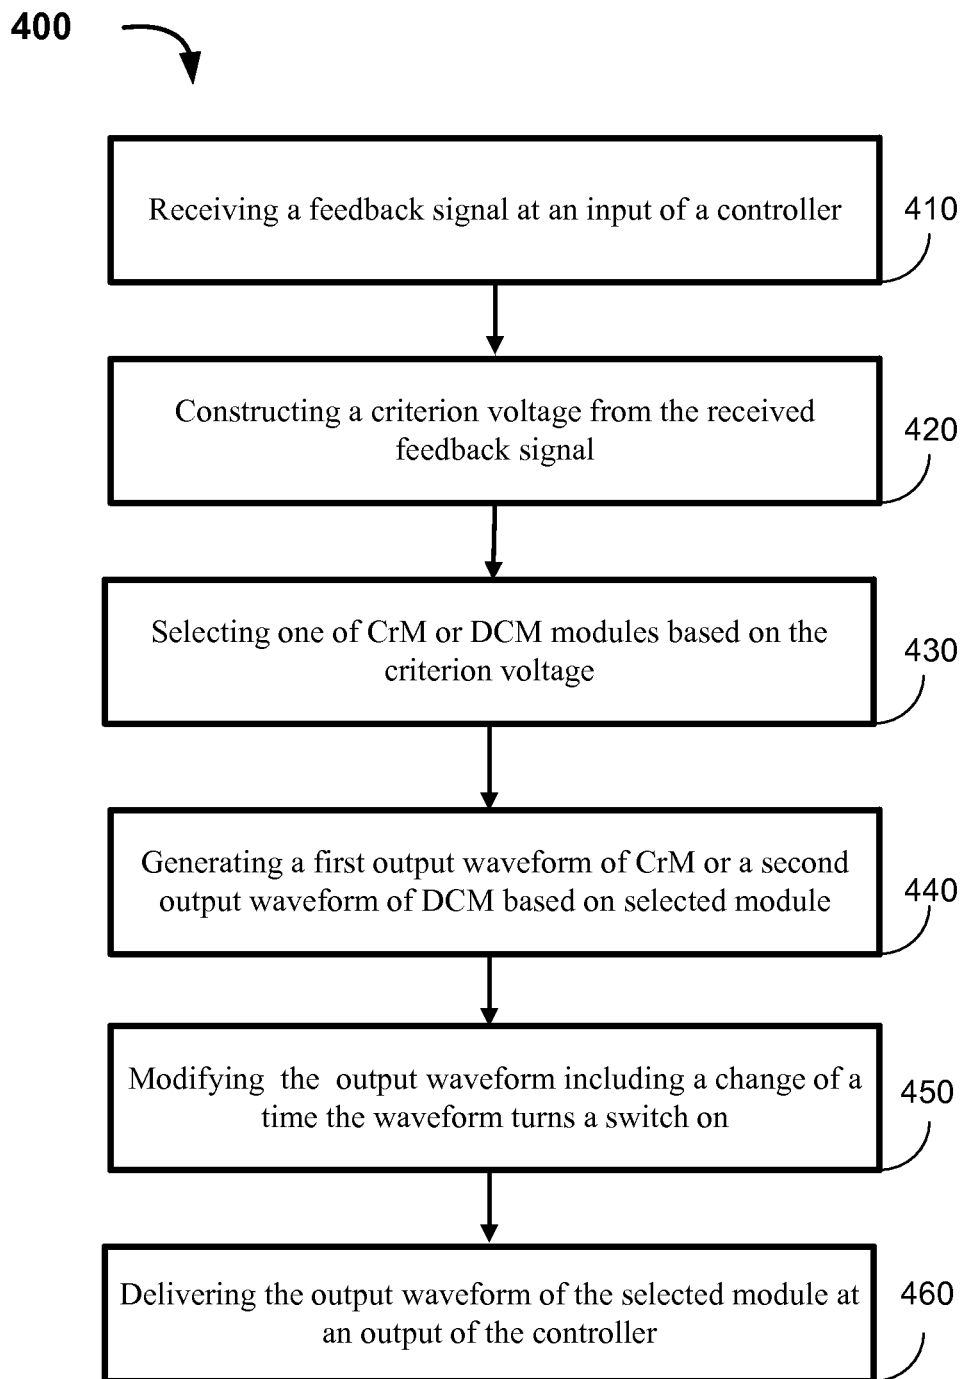 400
Receiving a feedback signal at an input of a controller
410
Constructing a criterion voltage from the received
feedback signal
420
Selecting one of CrM or DCM modules based on the
criterion voltage
430
Generating a first output waveform of CrM or a second
output waveform of DCM based on selected module
440
Modifying the output waveform including a change of a
time the waveform turns a switch on
450
Delivering the output waveform of the selected module at
an output of the controller
460